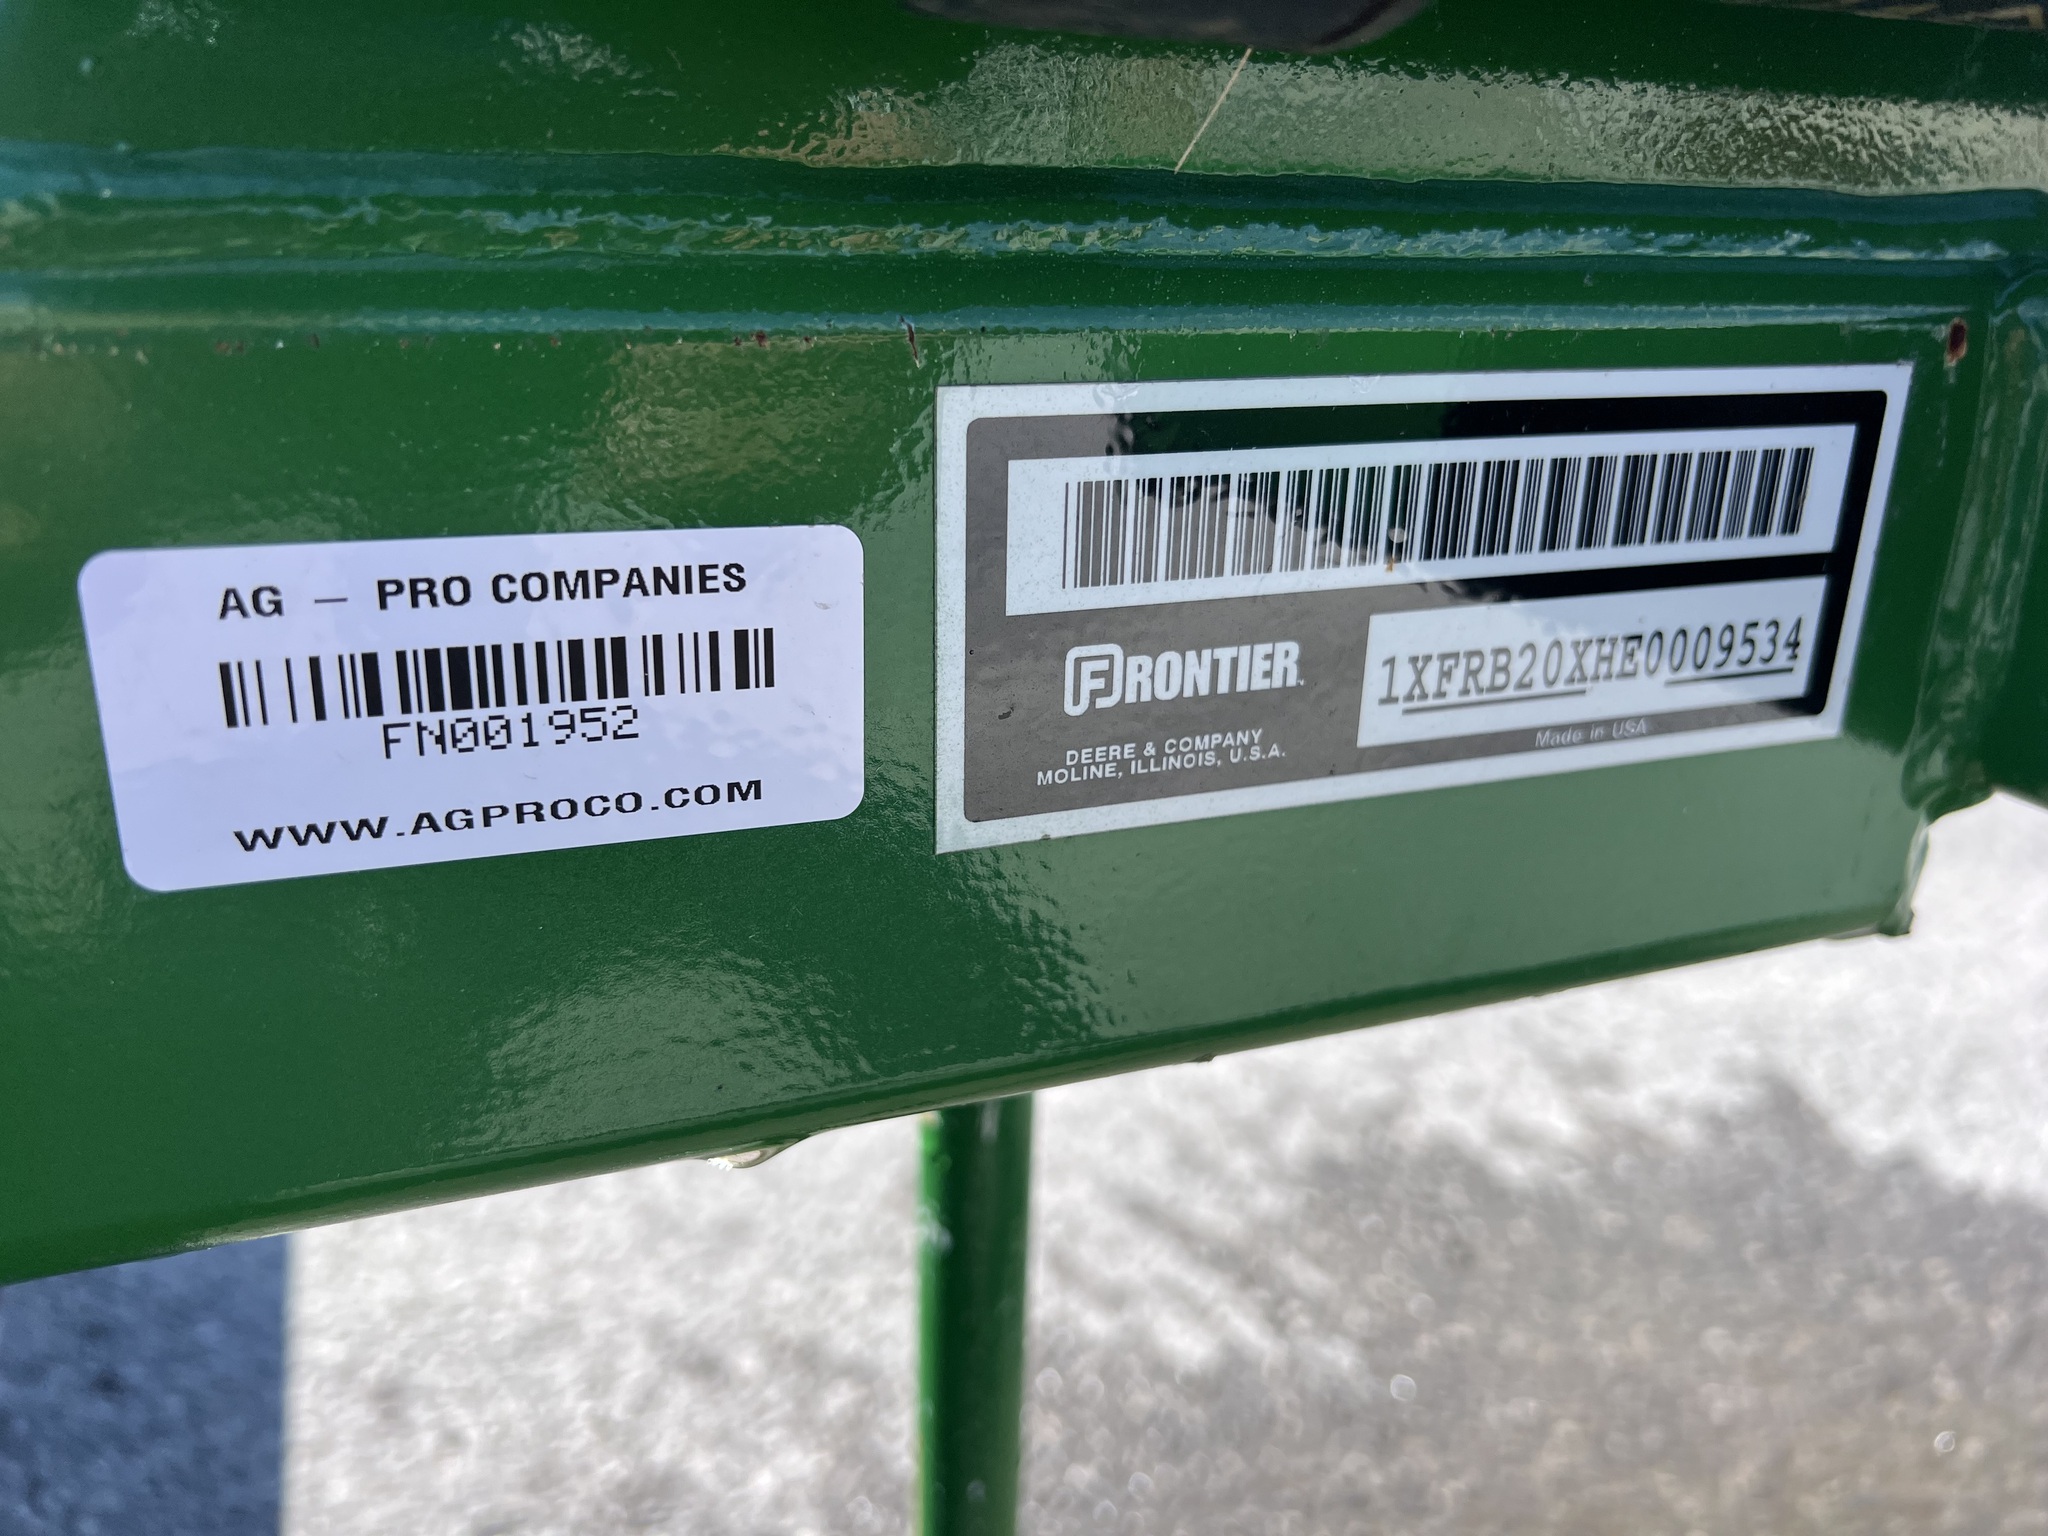 AG – PRO COMPANIES
FN001952
WWW.AGPROCO.COM
FRONTIER
DEERE & COMPANY
MOLINE, ILLINOIS, U.S.A.
1XFRB20XHE0009534
Made in USA